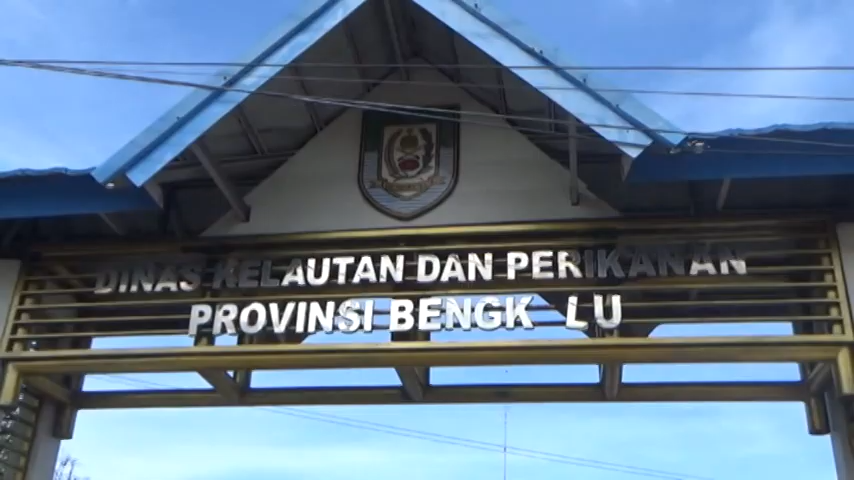 DINAS KELAUTAN DAN PERIKANAN
PROVINSI BENGK LU